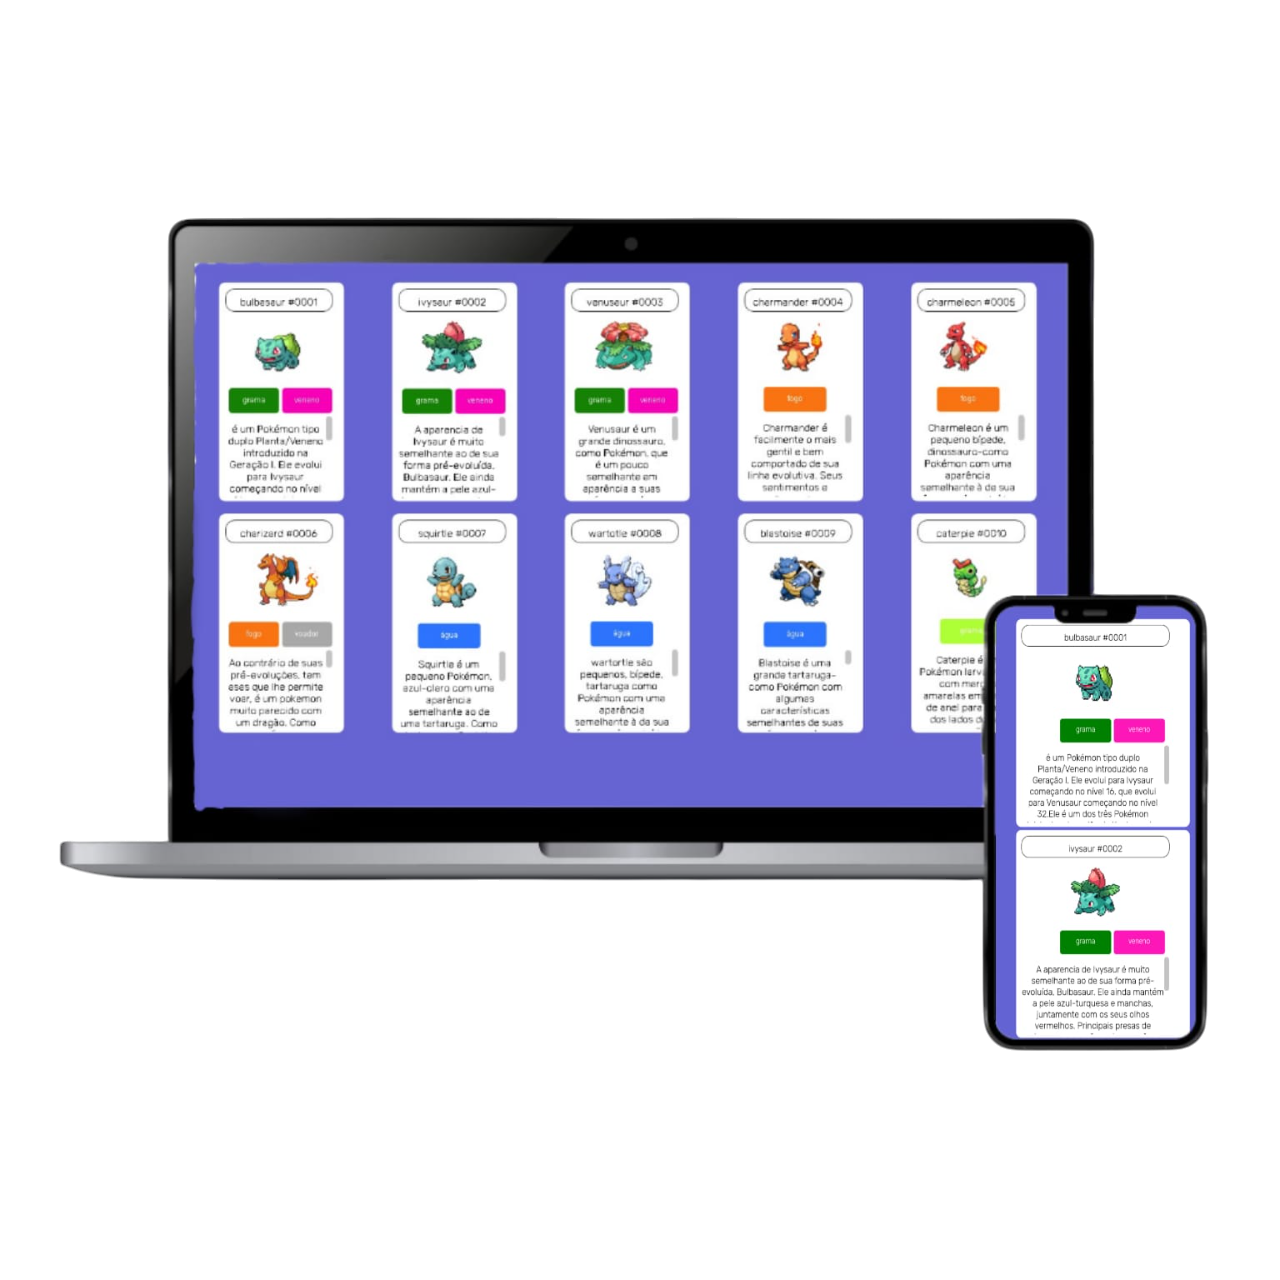 bulbasaur #0001
grama veneno
é um Pokémon tipo
duplo Planta/Veneno
introduzido na
Geração I. Ele evolui
para Ivysaur
começando no nível
ivysaur #0002
grama veneno
A aparencia de
Ivysaur é muito
semelhante ao de sua
forma pré-evoluída,
Bulbasaur. Ele ainda
mantém a pele azul-
venuseur #0003
grama veneno
Venusaur é um
grande dinossauro,
como Pokémon, que
é um pouco
semelhante em
aparência a suas
chermander #0004
fogo
Charmander é
facilmente o mais
gentil e bem
comportado de sua
linha evolutiva. Seus
sentimentos e
charmeleon #0005
fogo
Charmeleon é um
pequeno bípede,
dinossauro-como
Pokémon com uma
aparência
semelhante à de sua
charizard #0006
fogo voador
Ao contrário de suas
pré-evoluções, tem
ases que lhe permite
voar, é um pokemon
muito parecido com
um dragão. Como
squirtle #0007
água
Squirtle é um
pequeno Pokémon,
azul-claro com uma
aparência
semelhante ao de
uma tartaruga. Como
wartotle #0008
água
wartortle são
pequenos, bípede,
tartaruga como
Pokémon com uma
aparência
semelhante à da sua
blastoise #0009
água
Blastoise é uma
grande tartaruga-
como Pokémon com
algumas
características
semelhantes de suas
caterpie #0010
Caterpie é
Pokémon
com
amarelas
de anel para
dos lados
bulbasaur #0001
grama veneno
é um Pokémon tipo duplo
Planta/Veneno introduzido na
Geração I. Ele evolui para Ivysaur
começando no nível 16, que evolui
para Venusaur começando no nível
32.Ele é um dos três Pokémon
ivysaur #0002
grama veneno
A aparencia de Ivysaur é muito
semelhante ao de sua forma pré-
evoluída, Bulbasaur. Ele ainda mantém
a pele azul-turquesa e manchas,
juntamente com os seus olhos
vermelhos. Principais presas de